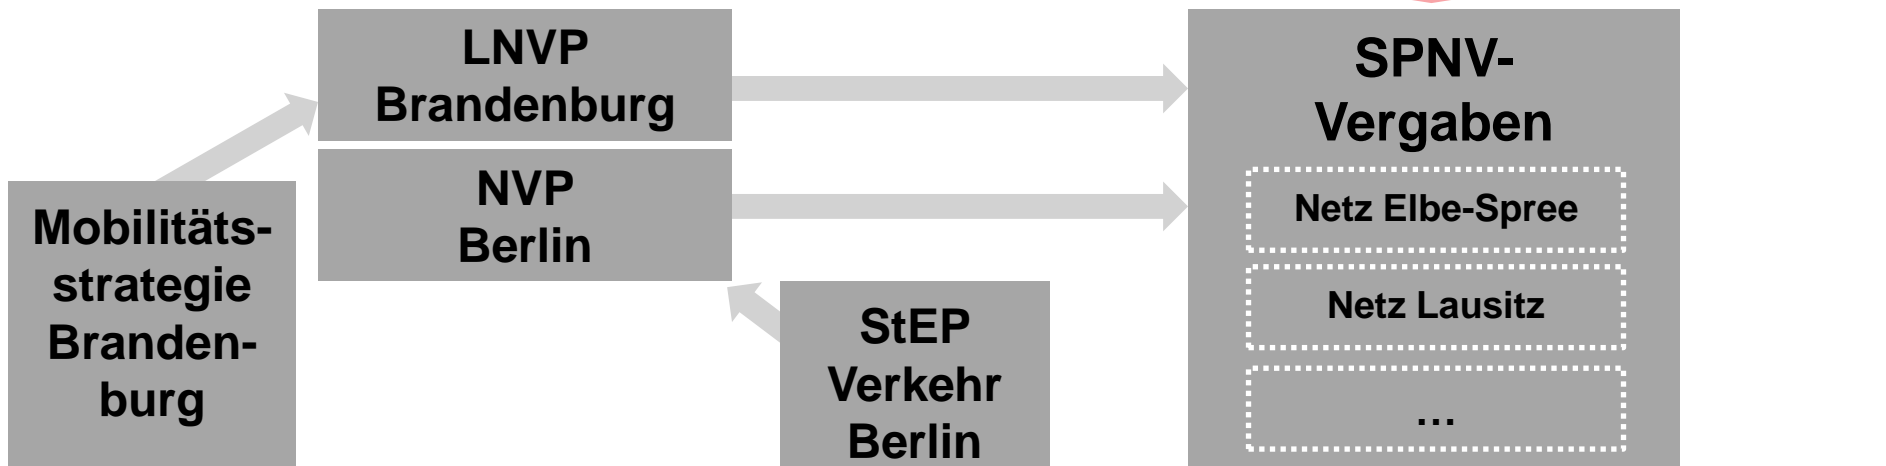 LNVP
Brandenburg
NVP
Berlin
Mobilitäts-
strategie
Branden-
burg
StEP
Verkehr
Berlin
SPNV-
Vergaben
Netz Elbe-Spree
Netz Lausitz
...